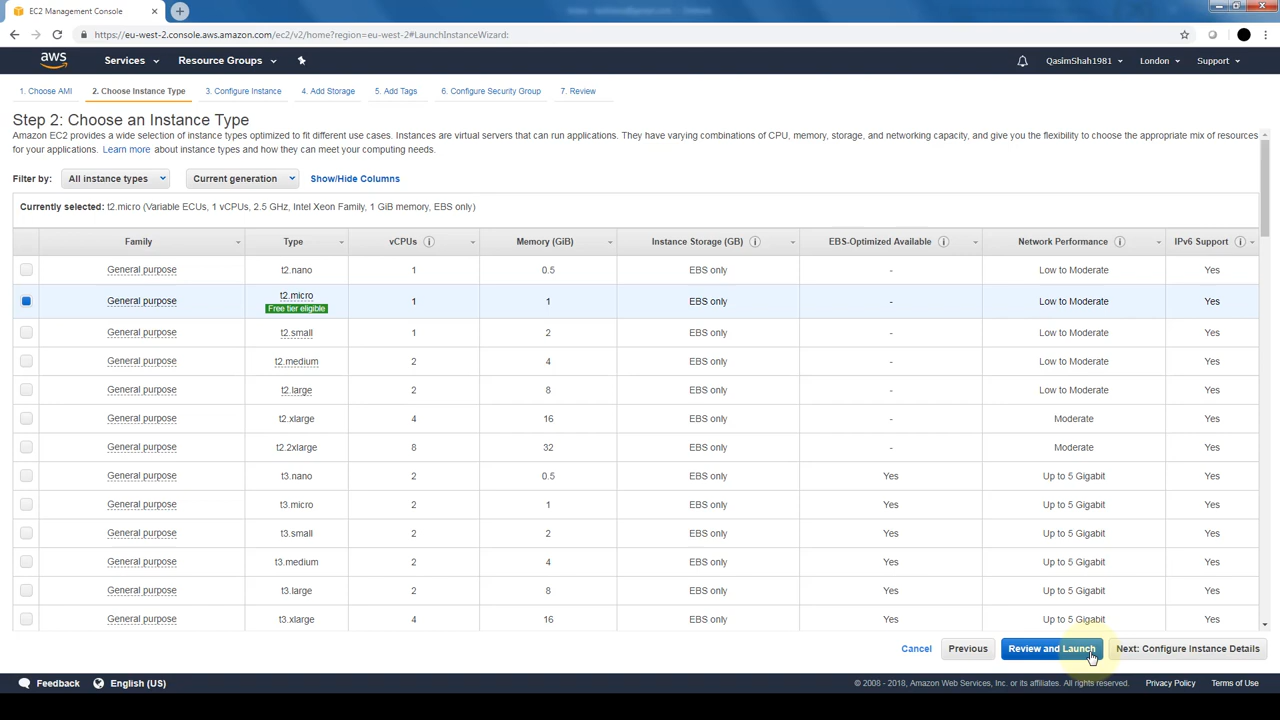 EC2 Management Console
https://eu-west-2.console.aws.amazon.com/ec2/v2/home?region=eu-west-2#LaunchInstanceWizard:
aws Services Resource Groups QasimShah1981 London Support
1. Choose AMI 2. Choose Instance Type 3. Configure Instance 4. Add Storage 5. Add Tags 6. Configure Security Group 7. Review
Step 2: Choose an Instance Type
Amazon EC2 provides a wide selection of instance types optimized to fit different use cases. Instances are virtual servers that can run applications. They have varying combinations of CPU, memory, storage, and networking capacity, and give you the flexibility to choose the appropriate mix of resources
for your applications. Learn more about instance types and how they can meet your computing needs.
Filter by: All instance types Current generation Show/Hide Columns
Currently selected: t2.micro (Variable ECUs, 1 vCPUs, 2.5 GHz, Intel Xeon Family, 1 GiB memory, EBS only)
Family Type vCPUs Memory (GiB) Instance Storage (GB) EBS-Optimized Available Network Performance IPv6 Support
General purpose t2.nano 1 0.5 EBS only - Low to Moderate Yes
General purpose t2.micro 1 1 EBS only - Low to Moderate Yes
Free tier eligible
General purpose t2.small 1 2 EBS only - Low to Moderate Yes
General purpose t2.medium 2 4 EBS only - Low to Moderate Yes
General purpose t2.large 2 8 EBS only - Low to Moderate Yes
General purpose t2.xlarge 4 16 EBS only - Moderate Yes
General purpose t2.2xlarge 8 32 EBS only - Moderate Yes
General purpose t3.nano 2 0.5 EBS only Yes Up to 5 Gigabit Yes
General purpose t3.micro 2 1 EBS only Yes Up to 5 Gigabit Yes
General purpose t3.small 2 2 EBS only Yes Up to 5 Gigabit Yes
General purpose t3.medium 2 4 EBS only Yes Up to 5 Gigabit Yes
General purpose t3.large 2 8 EBS only Yes Up to 5 Gigabit Yes
General purpose t3.xlarge 4 16 EBS only Yes Up to 5 Gigabit Yes
Cancel Previous Review and Launch Next: Configure Instance Details
Feedback English (US) © 2008 - 2018, Amazon Web Services, Inc. or its affiliates. All rights reserved. Privacy Policy Terms of Use